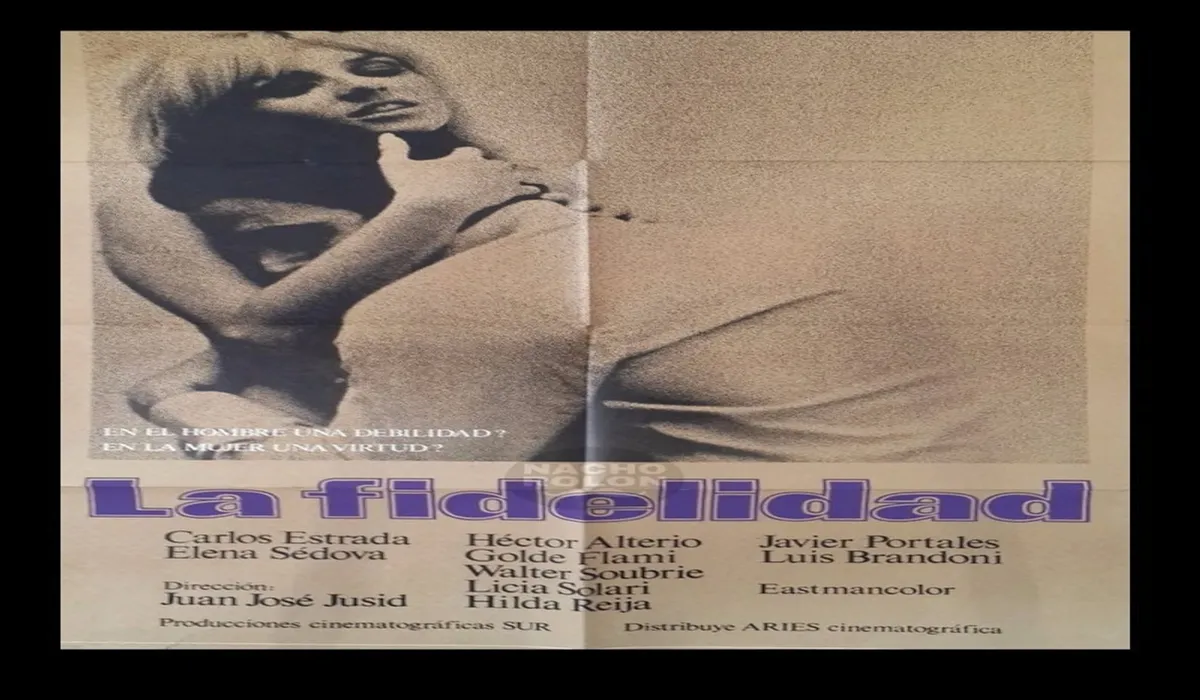 EN EL HOMBRE UNA DEBILIDAD?
EN LA MUJER UNA VIRTUD?
NACHO
POLON
La fidelidad
Carlos Estrada
Elena Sédova
Dirección:
Juan José Jusid
Héctor Alterio
Golde Flami
Walter Soubrie
Licia Solari
Hilda Reija
Javier Portales
Luis Brandoni
Eastmancolor
Producciones cinematográficas SUR
Distribuye ARIES cinematográfica